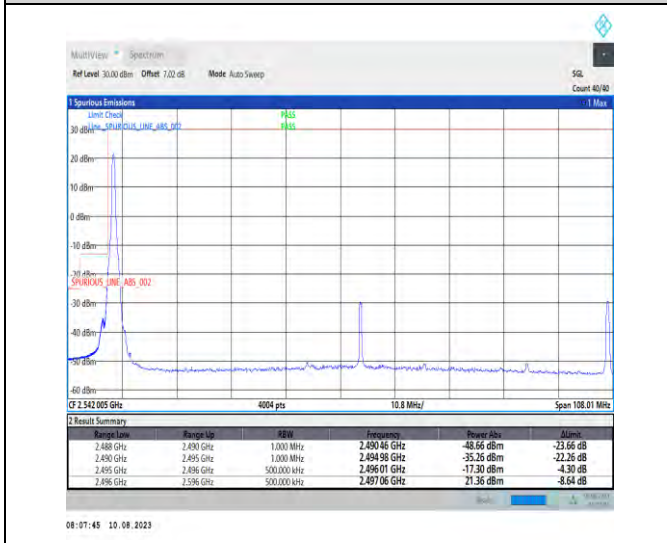 MultiView Spectrum
Ref Level 30.00 dBm Offset 7.02 dB Mode Auto Sweep SGL
Count 40/40
1 Spurious Emissions 1 Max
Limit Check PASS
Line_SPURIOUS_LINE_ABS_002 PASS
30 dBm
20 dBm
10 dBm
0 dBm
-10 dBm
-20 dBm
SPURIOUS_LINE_ABS_002
-30 dBm
-40 dBm
-50 dBm
-60 dBm
CF 2.542 005 GHz 4004 pts 10.8 MHz/ Span 108.01 MHz
2 Result Summary
Range Low Range Up RBW Frequency Power Abs ΔLimit
2.488 GHz 2.490 GHz 1.000 MHz 2.490 46 GHz -48.66 dBm -23.66 dB
2.490 GHz 2.495 GHz 1.000 MHz 2.494 98 GHz -35.26 dBm -22.26 dB
2.495 GHz 2.496 GHz 500.000 kHz 2.496 01 GHz -17.30 dBm -4.30 dB
2.496 GHz 2.596 GHz 500.000 kHz 2.497 06 GHz 21.36 dBm -8.64 dB
08:07:45 10.08.2023